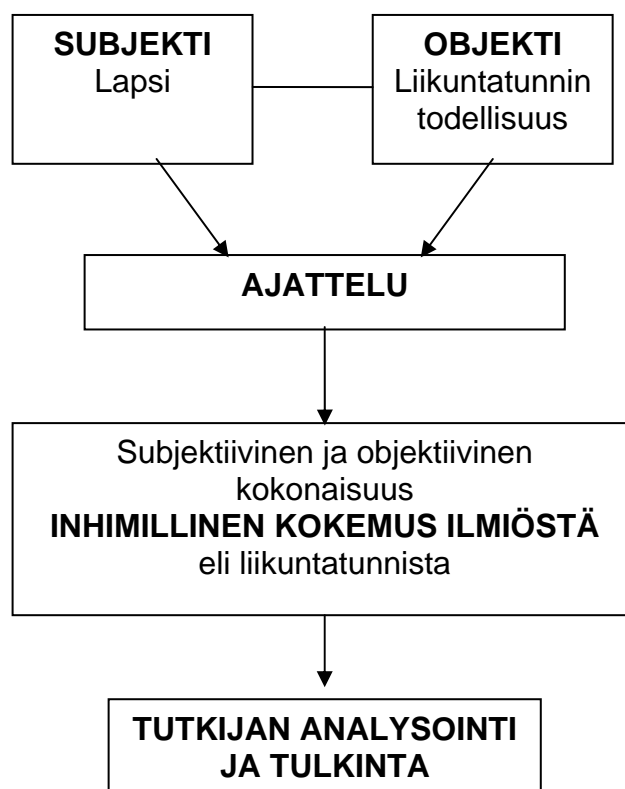 SUBJEKTI
Lapsi
OBJEKTI
Liikuntatunnin
todellisuus
AJATTELU
Subjektiivinen ja objektiivinen
kokonaisuus
INHIMILLINEN KOKEMUS ILMIÖSTÄ
eli liikuntatunnista
TUTKIJAN ANALYSOINTI
JA TULKINTA